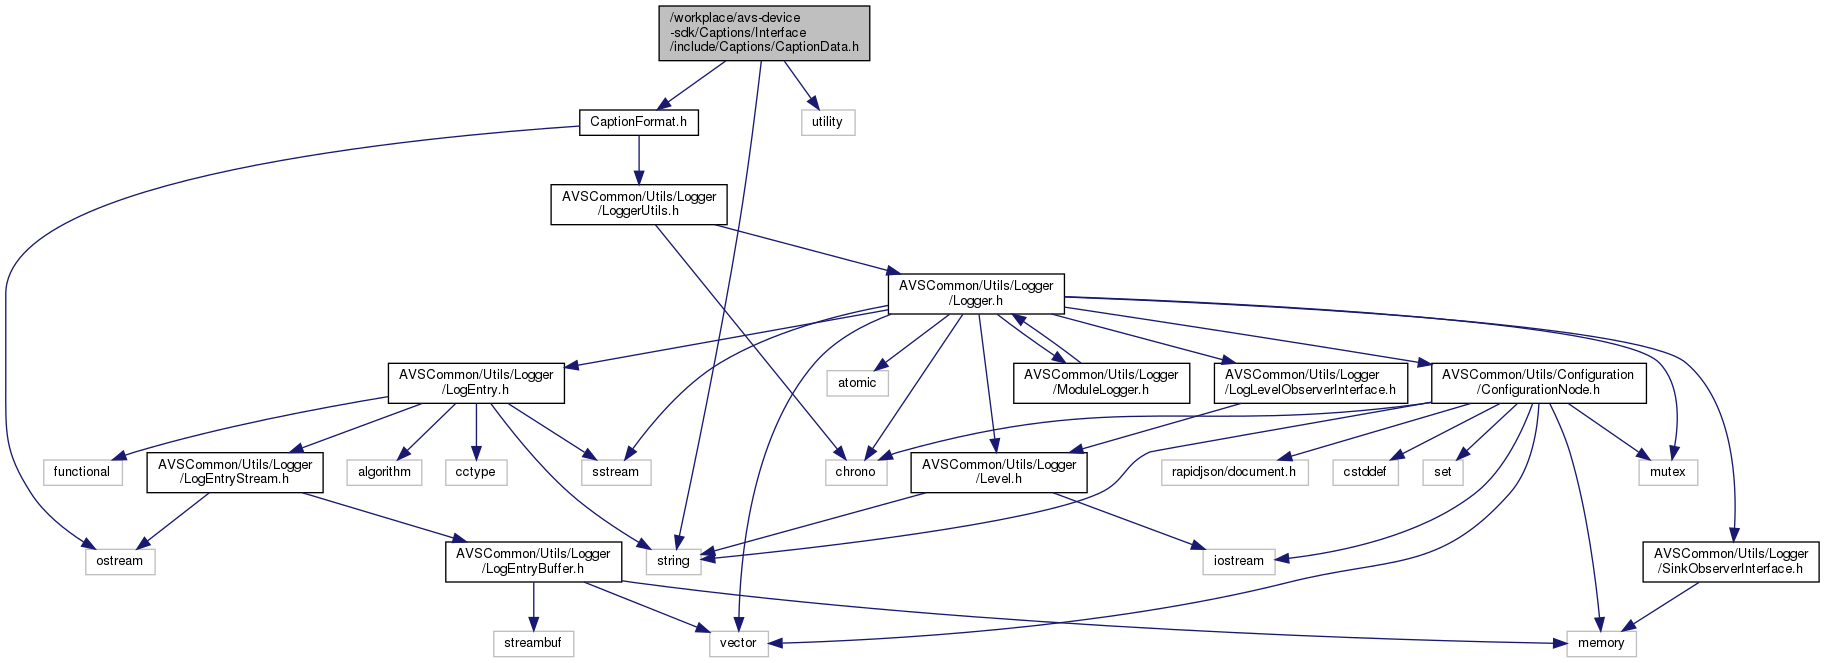 /workplace/avs-device
-sdk/Captions/Interface
/include/Captions/CaptionData.h
CaptionFormat.h
utility
AVSCommon/Utils/Logger
/LoggerUtils.h
AVSCommon/Utils/Logger
/Logger.h
AVSCommon/Utils/Logger
/LogEntry.h
atomic
AVSCommon/Utils/Logger
/ModuleLogger.h
AVSCommon/Utils/Logger
/LogLevelObserverInterface.h
AVSCommon/Utils/Configuration
/ConfigurationNode.h
functional
AVSCommon/Utils/Logger
/LogEntryStream.h
algorithm
cctype
sstream
chrono
AVSCommon/Utils/Logger
/Level.h
rapidjson/document.h
cstddef
set
mutex
ostream
AVSCommon/Utils/Logger
/LogEntryBuffer.h
string
iostream
AVSCommon/Utils/Logger
/SinkObserverInterface.h
streambuf
vector
memory